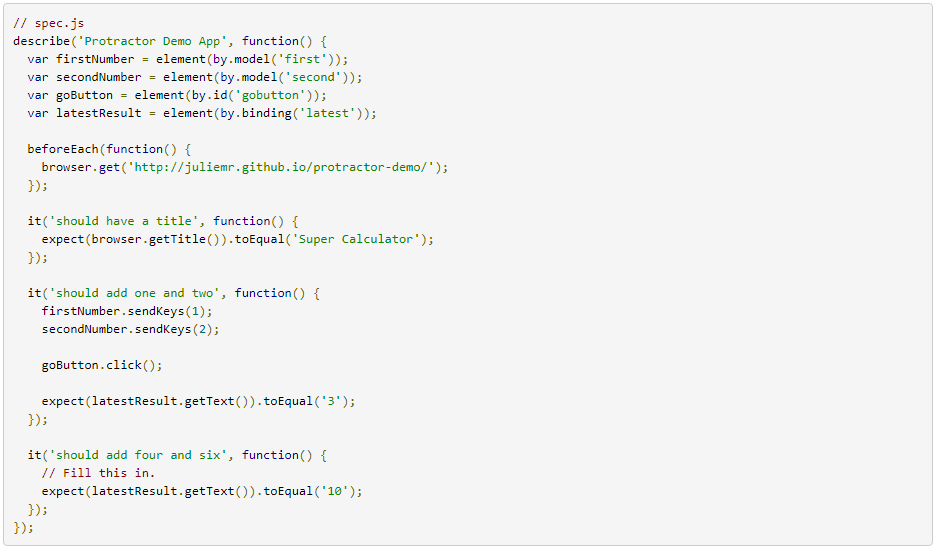 // spec.js
describe('Protractor Demo App', function() {
  var firstNumber = element(by.model('first'));
  var secondNumber = element(by.model('second'));
  var goButton = element(by.id('gobutton'));
  var latestResult = element(by.binding('latest'));

  beforeEach(function() {
    browser.get('http://juliemr.github.io/protractor-demo/');
  });

  it('should have a title', function() {
    expect(browser.getTitle()).toEqual('Super Calculator');
  });

  it('should add one and two', function() {
    firstNumber.sendKeys(1);
    secondNumber.sendKeys(2);

    goButton.click();

    expect(latestResult.getText()).toEqual('3');
  });

  it('should add four and six', function() {
    // Fill this in.
    expect(latestResult.getText()).toEqual('10');
  });
});